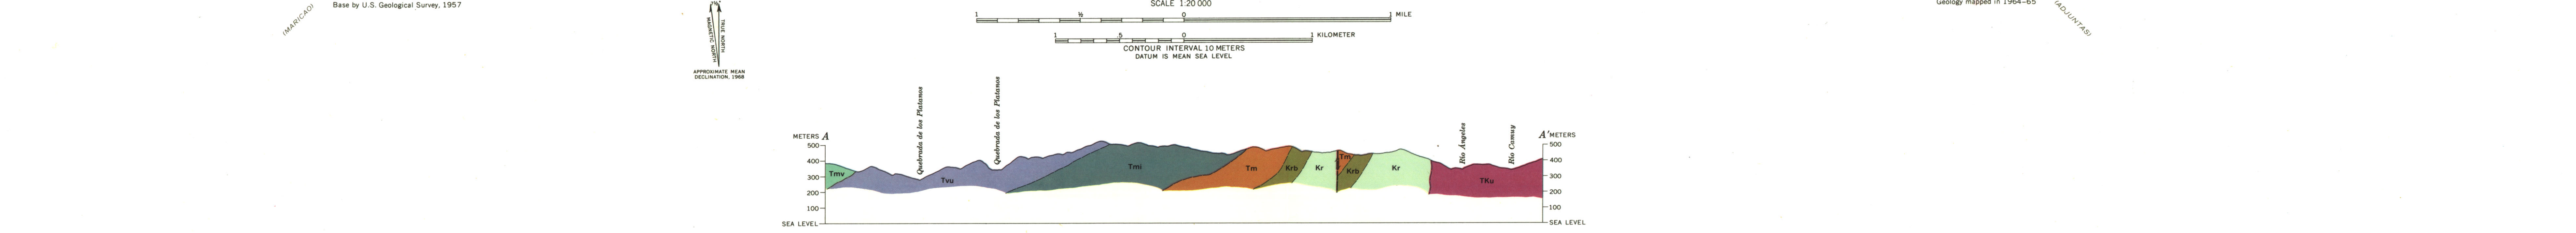 (MARICAO)
Base by U.S. Geological Survey, 1957
TRUE NORTH
MAGNETIC NORTH
APPROXIMATE MEAN
DECLINATION, 1968
SCALE 1:20 000
1 ½ 0 1 MILE
1 .5 0 1 KILOMETER
CONTOUR INTERVAL 10 METERS
DATUM IS MEAN SEA LEVEL
Geology mapped in 1964–65
(ADJUNTAS)
Quebrada de los Platanos
Quebrada de los Platanos
Río Ángeles
Río Camuy
METERS A
500
400
300
200
100
SEA LEVEL
Tmv
Tvu
Tmi
Tm
Krb
Kr
Tm
Krb
Kr
TKu
A' METERS
500
400
300
200
100
SEA LEVEL